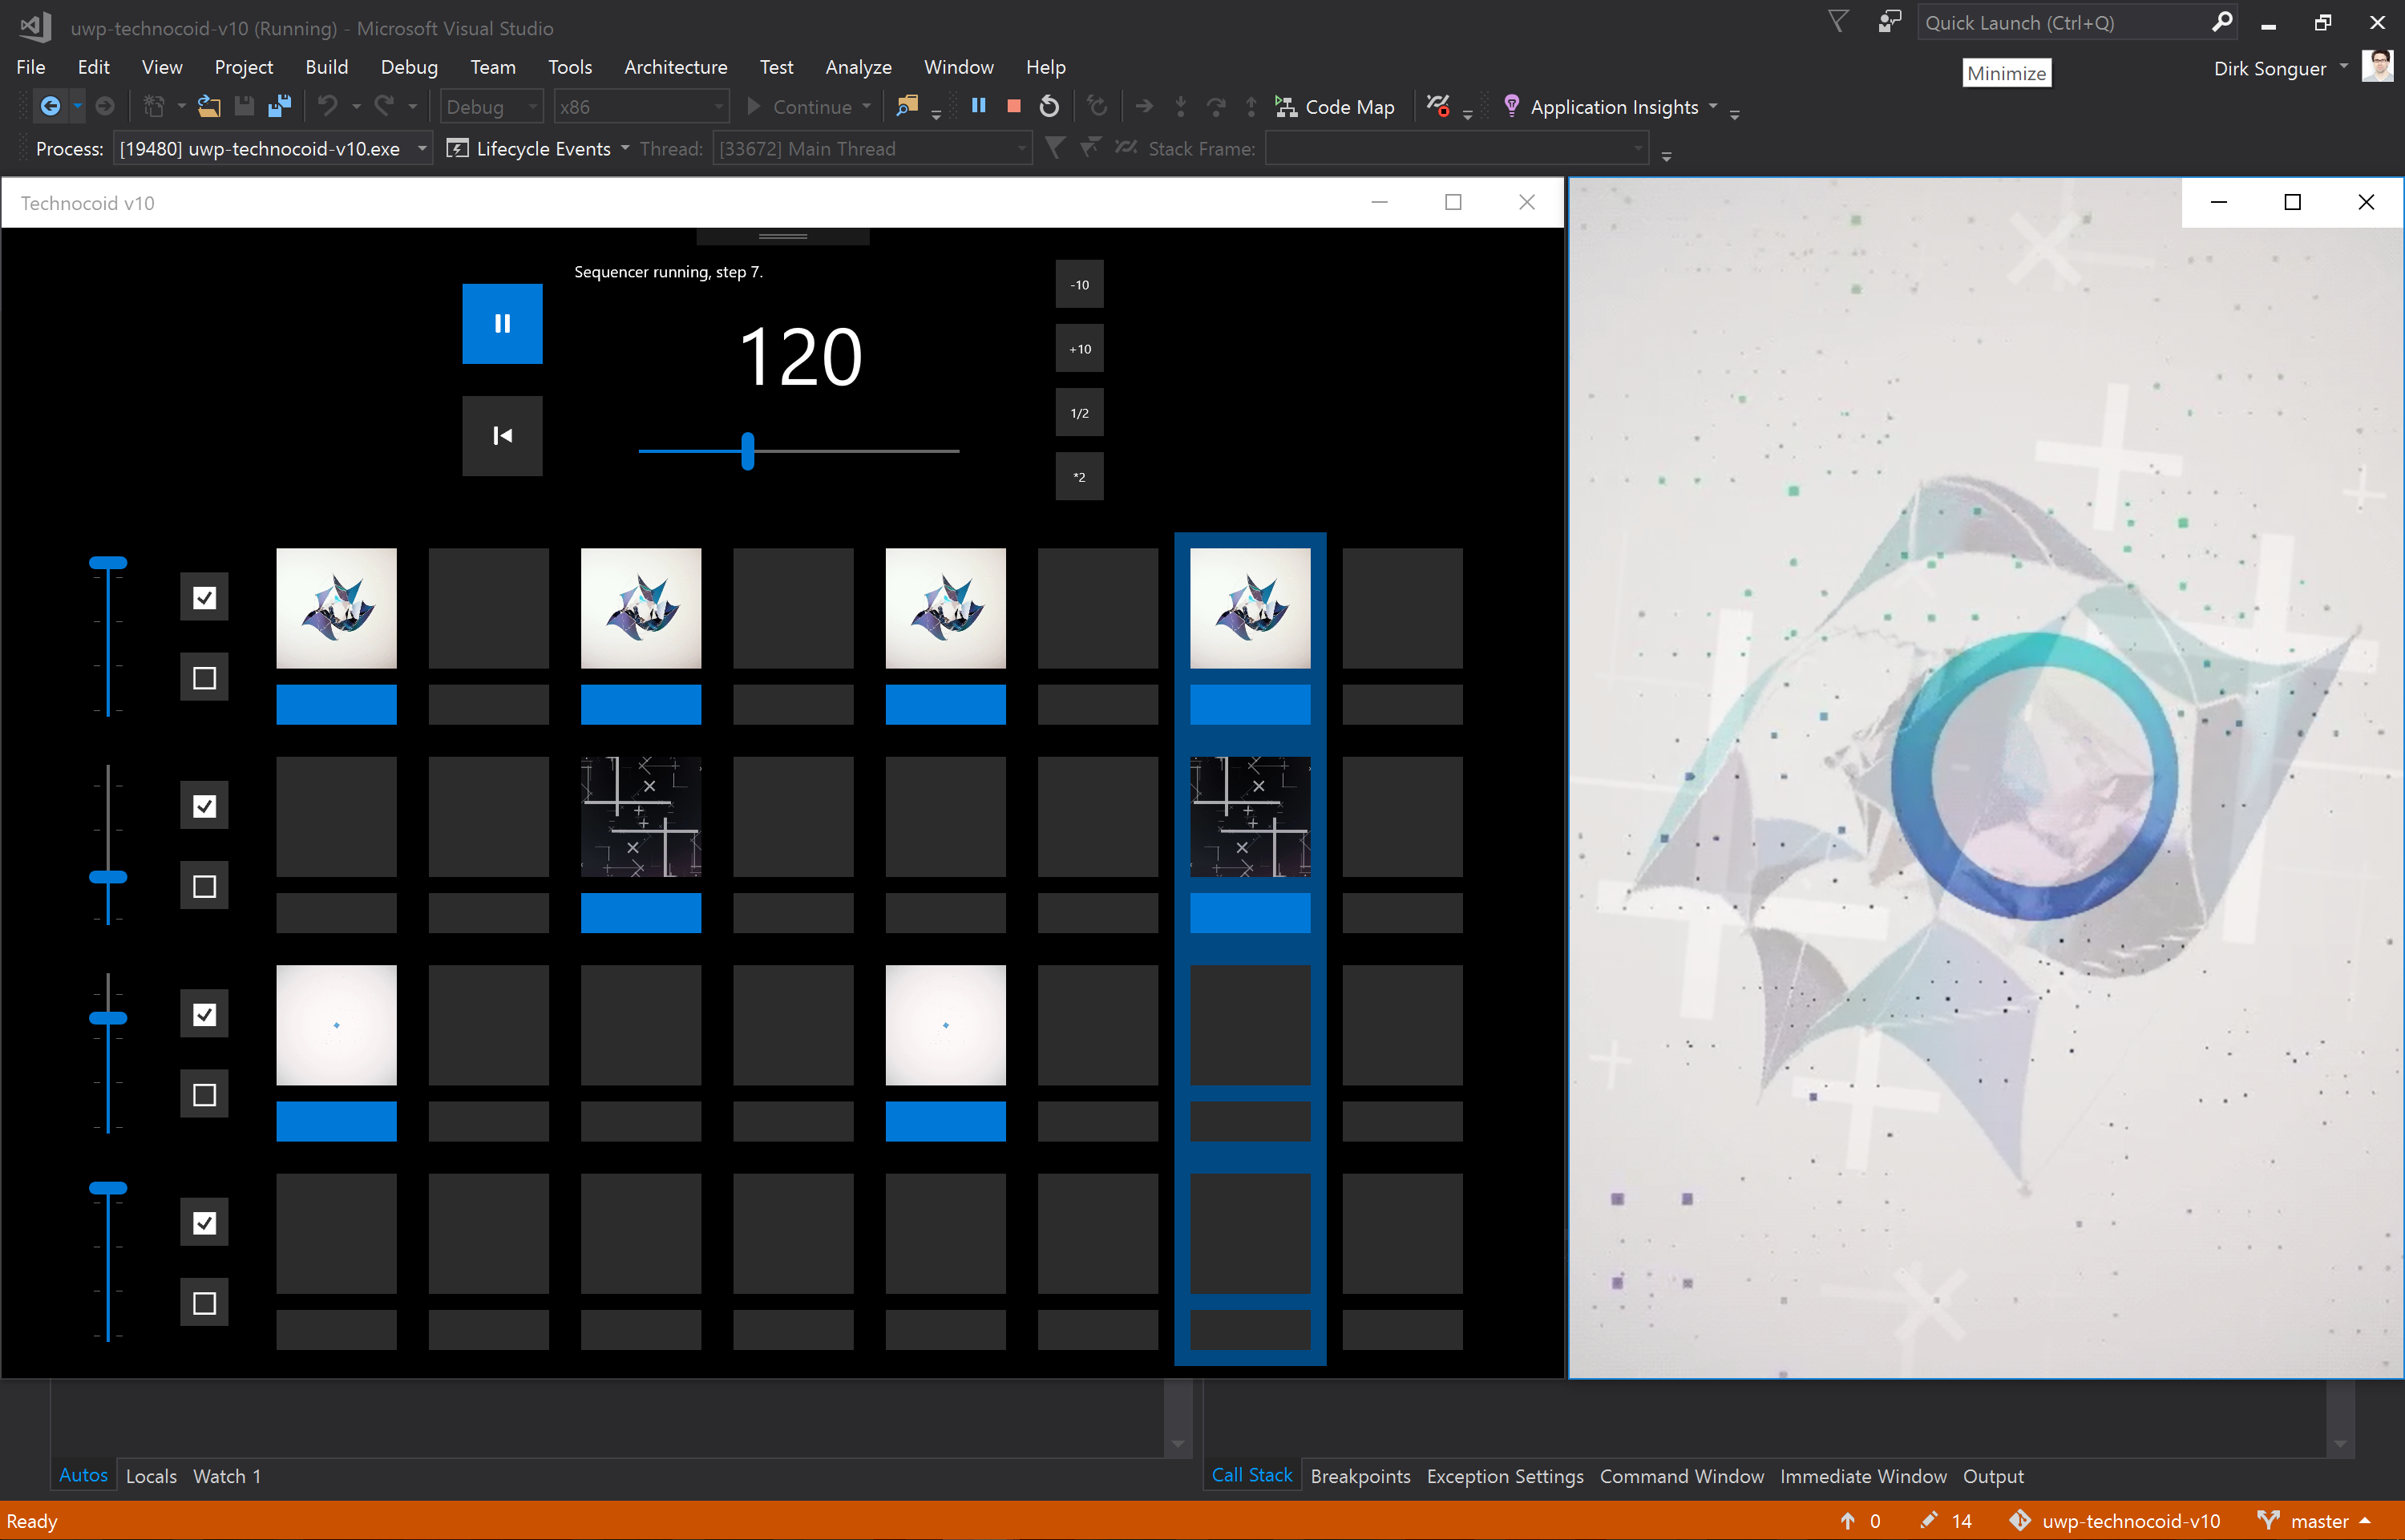 uwp-technocoid-v10 (Running) - Microsoft Visual Studio
Quick Launch (Ctrl+Q)
File Edit View Project Build Debug Team Tools Architecture Test Analyze Window Help
Minimize
Dirk Songuer
Debug x86 Continue Code Map Application Insights
Process: [19480] uwp-technocoid-v10.exe Lifecycle Events Thread: [33672] Main Thread Stack Frame:
Technocoid v10
Sequencer running, step 7.
120
-10
+10
1/2
*2
Autos Locals Watch 1
Call Stack Breakpoints Exception Settings Command Window Immediate Window Output
Ready
0 14 uwp-technocoid-v10 master